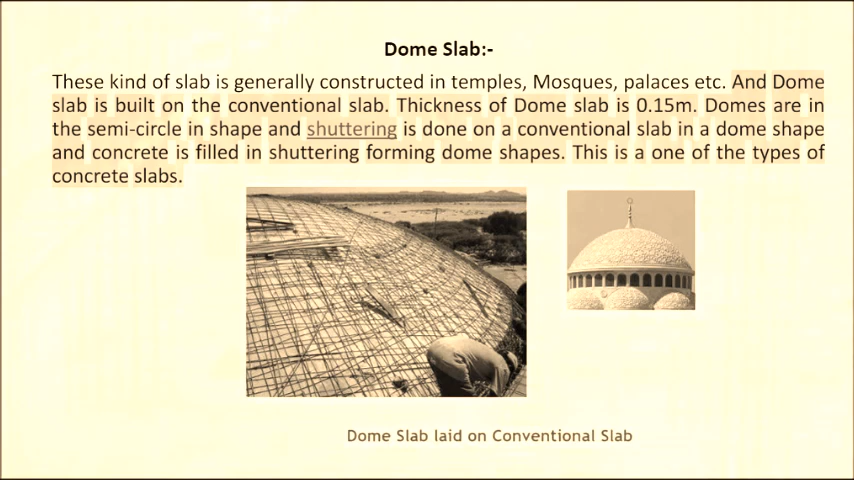 Dome Slab:-
These kind of slab is generally constructed in temples, Mosques, palaces etc. And Dome
slab is built on the conventional slab. Thickness of Dome slab is 0.15m. Domes are in
the semi-circle in shape and shuttering is done on a conventional slab in a dome shape
and concrete is filled in shuttering forming dome shapes. This is a one of the types of
concrete slabs.
Dome Slab laid on Conventional Slab